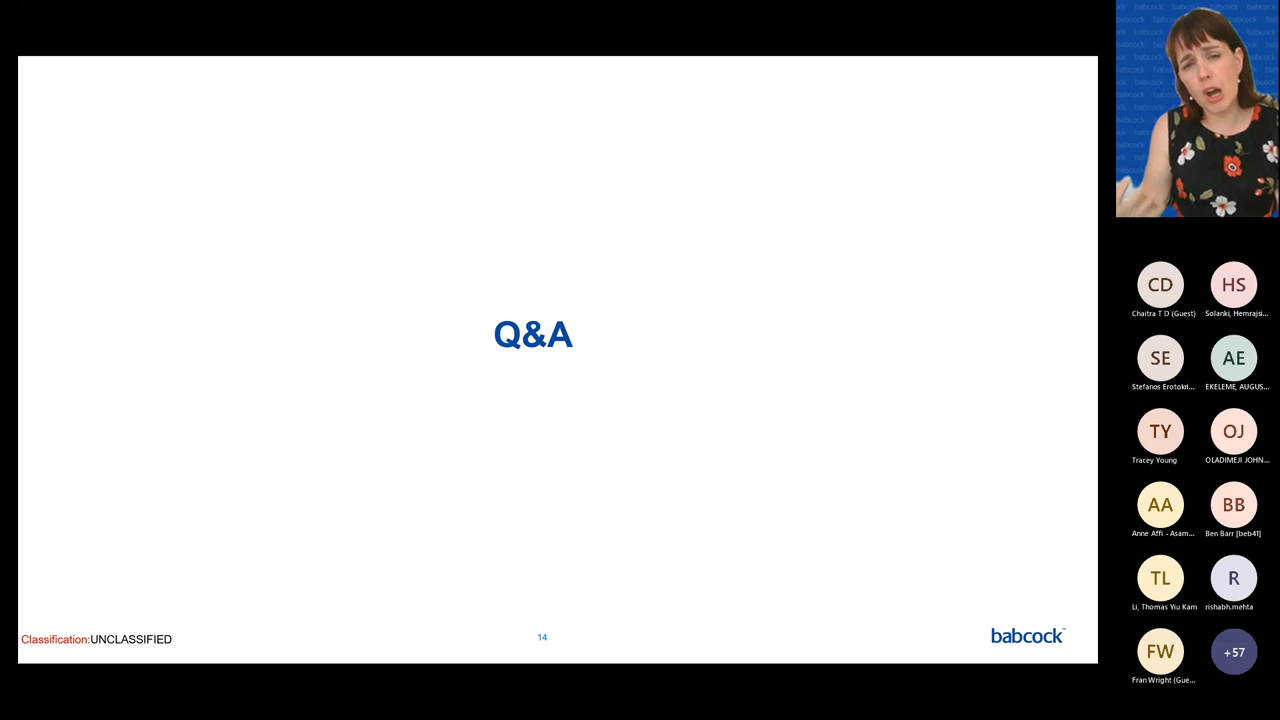 Q&A
Classification:UNCLASSIFIED
14
babcock™
CD
HS
Chaitra T D (Guest)
Solanki, Hemrajsi...
SE
AE
Stefanos Erotokri...
EKELEME, AUGUS...
TY
OJ
Tracey Young
OLADIMEJI JOHN...
AA
BB
Anne Affi - Asam...
Ben Barr [beb41]
TL
R
Li, Thomas Yiu Kam
rishabh.mehta
FW
+57
Fran Wright (Gue...